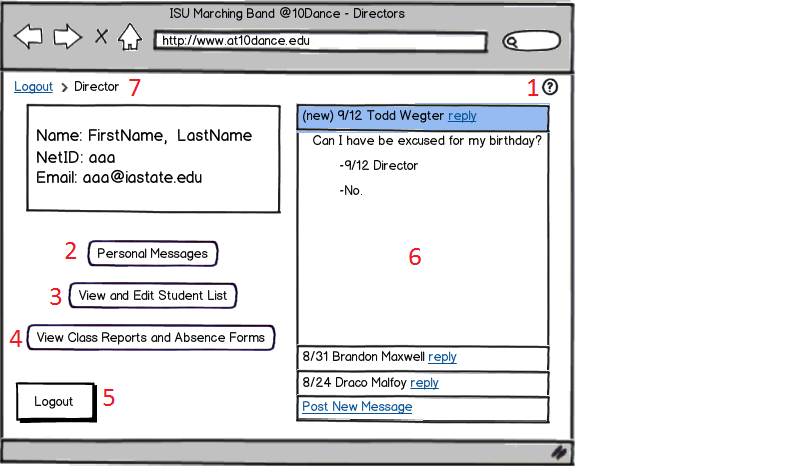 ISU Marching Band @10Dance - Directors
http://www.at10dance.edu
Logout > Director 7
1 ?
Name: FirstName, LastName
NetID: aaa
Email: aaa@iastate.edu
2 Personal Messages
3 View and Edit Student List
4 View Class Reports and Absence Forms
Logout 5
(new) 9/12 Todd Wegter reply
Can I have be excused for my birthday?
-9/12 Director
-No.
6
8/31 Brandon Maxwell reply
8/24 Draco Malfoy reply
Post New Message